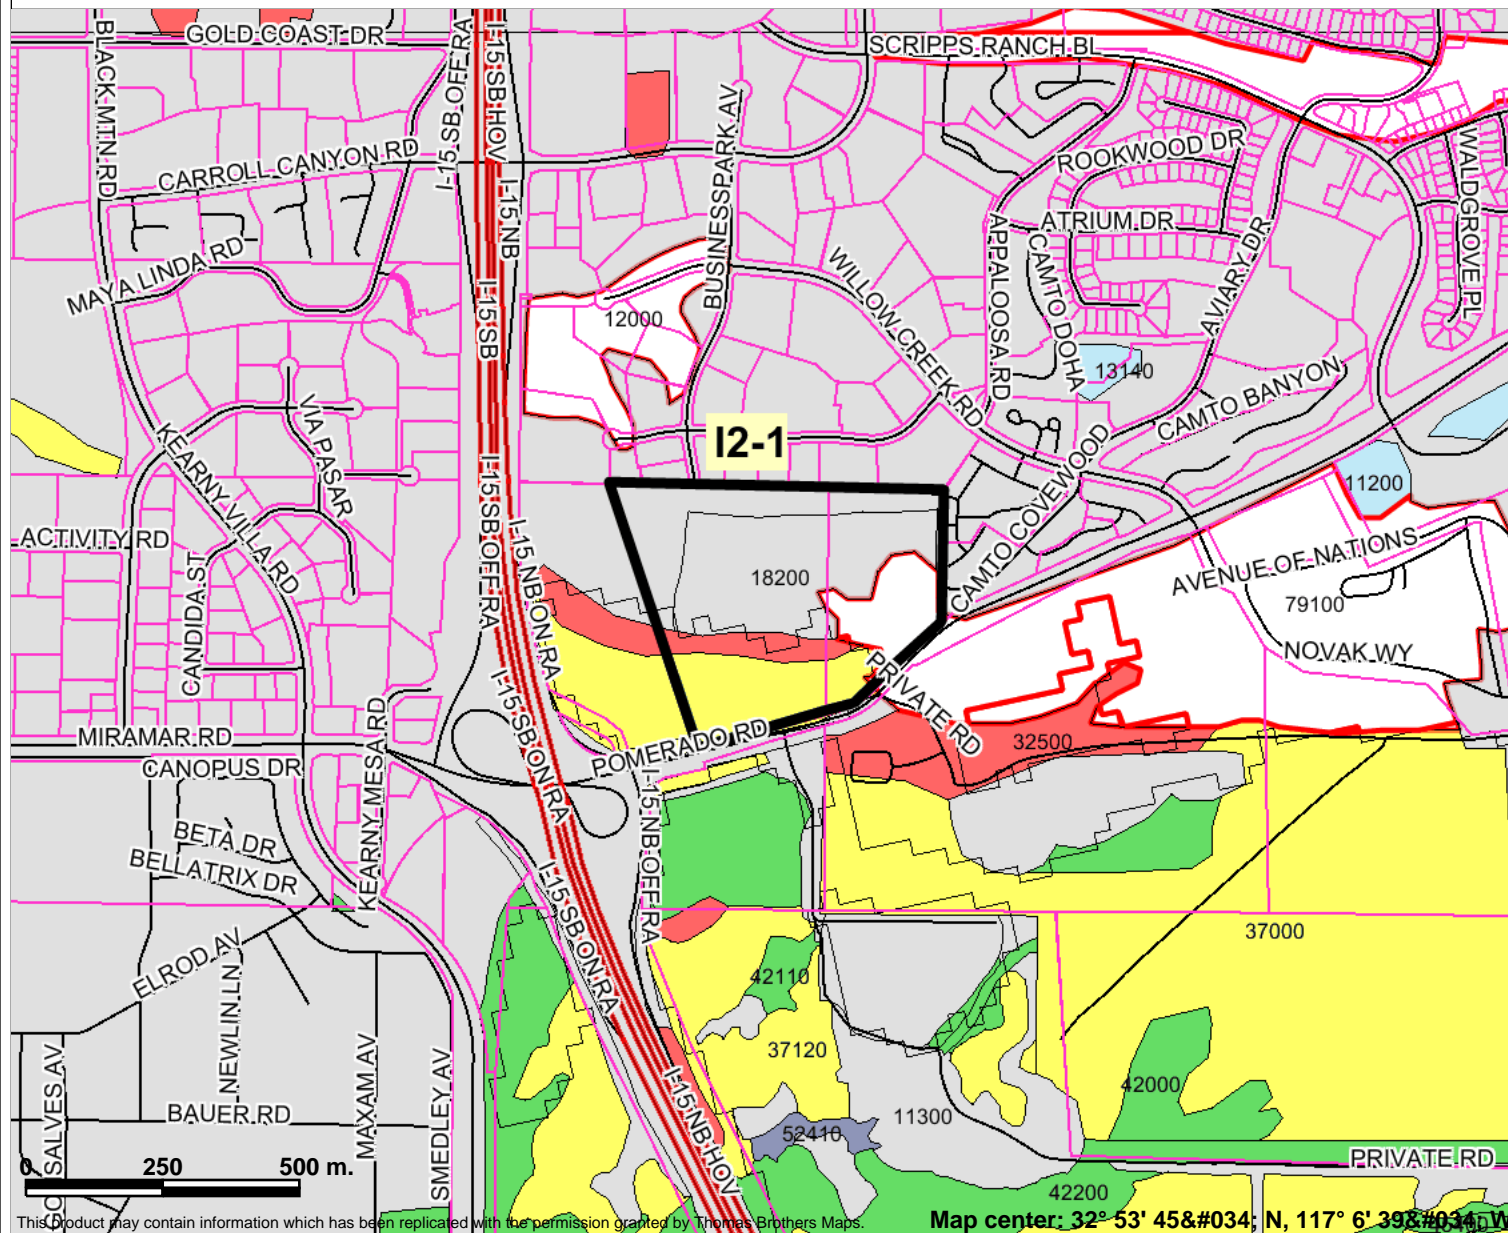 GOLD COAST DR
BLACK MTN RD
I-15 SB OFF RA
I-15 SB HOV
SCRIPPS RANCH BL
CARROLL CANYON RD
BUSINESSPARK AV
ROOKWOOD DR
WALDGROVE PL
I-15 NB
ATRIUM DR
APPALOOSA RD
CAMTO DOHA
AVIARY DR
MAYA LINDA RD
WILLOW CREEK RD
I-15 SB
12000
13140
CAMTO BANYON
VIA PASAR
KEARNY VILLA RD
I2-1
CAMTO COVEWOOD
11200
I-15 SB OFF RA
I-15 NB ON RA
ACTIVITY RD
CANDIDA ST
18200
AVENUE OF NATIONS
79100
NOVAK WY
PRIVATE RD
I-15 SB ON RA
KEARNY MESA RD
MIRAMAR RD
POMERADO RD
32500
CANOPUS DR
I-15 NB OFF RA
BETA DR
BELLATRIX DR
I-15 SB ON RA
37000
ELROD AV
NEWLIN LN
42110
37120
MAXAM AV
SMEDLEY AV
I-15 NB HOV
42000
BAUER RD
11300
52410
PRIVATE RD
42200
0 250 500 m.
This product may contain information which has been replicated with the permission granted by Thomas Brothers Maps.
Map center: 32° 53' 45&#034; N, 117° 6' 39&#034; W